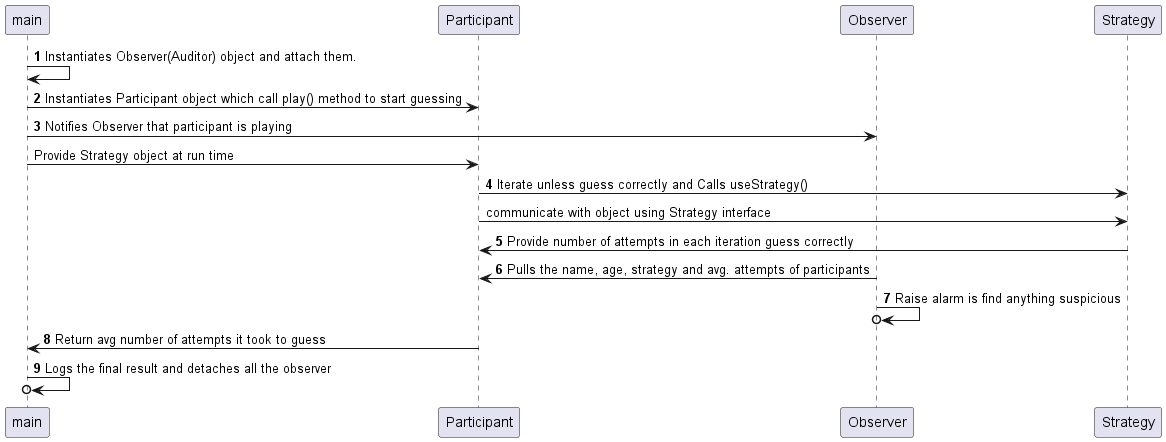 main Participant Observer Strategy
1 Instantiates Observer(Auditor) object and attach them.
2 Instantiates Participant object which call play() method to start guessing
3 Notifies Observer that participant is playing
Provide Strategy object at run time
4 Iterate unless guess correctly and Calls useStrategy()
communicate with object using Strategy interface
5 Provide number of attempts in each iteration guess correctly
6 Pulls the name, age, strategy and avg. attempts of participants
7 Raise alarm is find anything suspicious
8 Return avg number of attempts it took to guess
9 Logs the final result and detaches all the observer
main Participant Observer Strategy